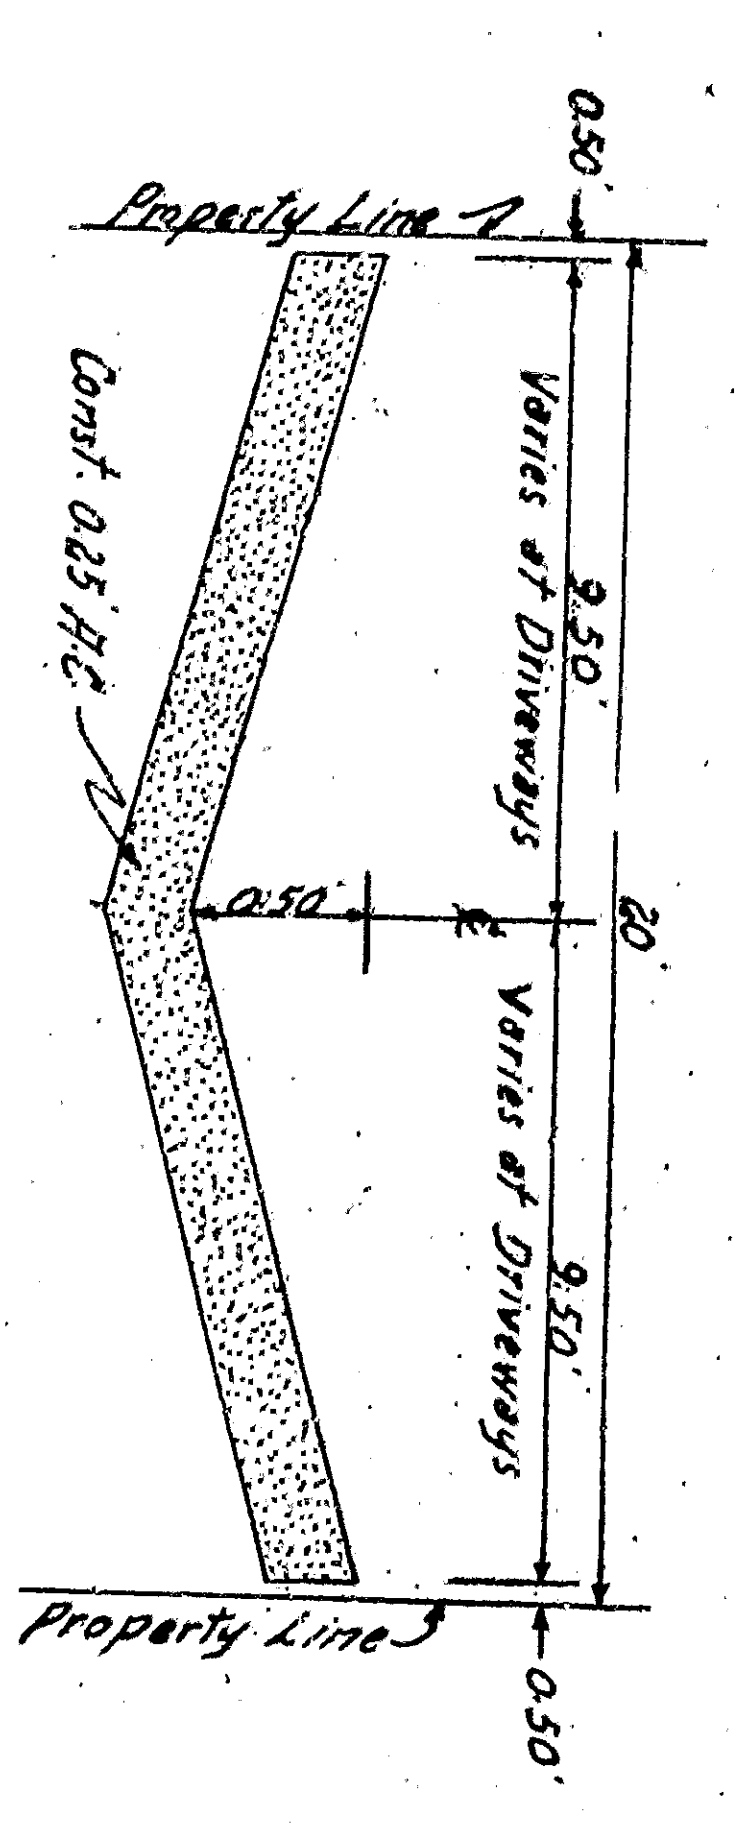 0.50'
Property Line
20'
9.50'
Varies at Driveways
Const. 0.25' A.C.
0.50'
9.50'
Varies at Driveways
Property Line
0.50'